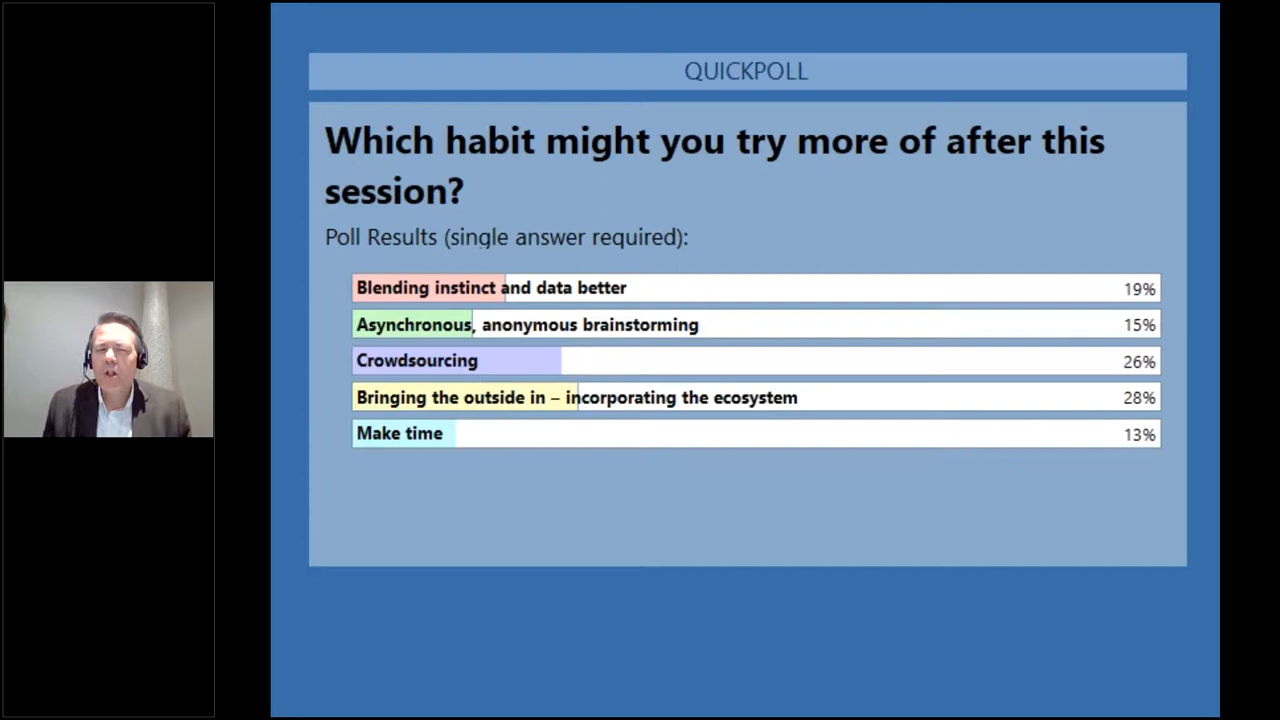 QUICKPOLL
Which habit might you try more of after this
session?
Poll Results (single answer required):
Blending instinct and data better 19%
Asynchronous, anonymous brainstorming 15%
Crowdsourcing 26%
Bringing the outside in – incorporating the ecosystem 28%
Make time 13%